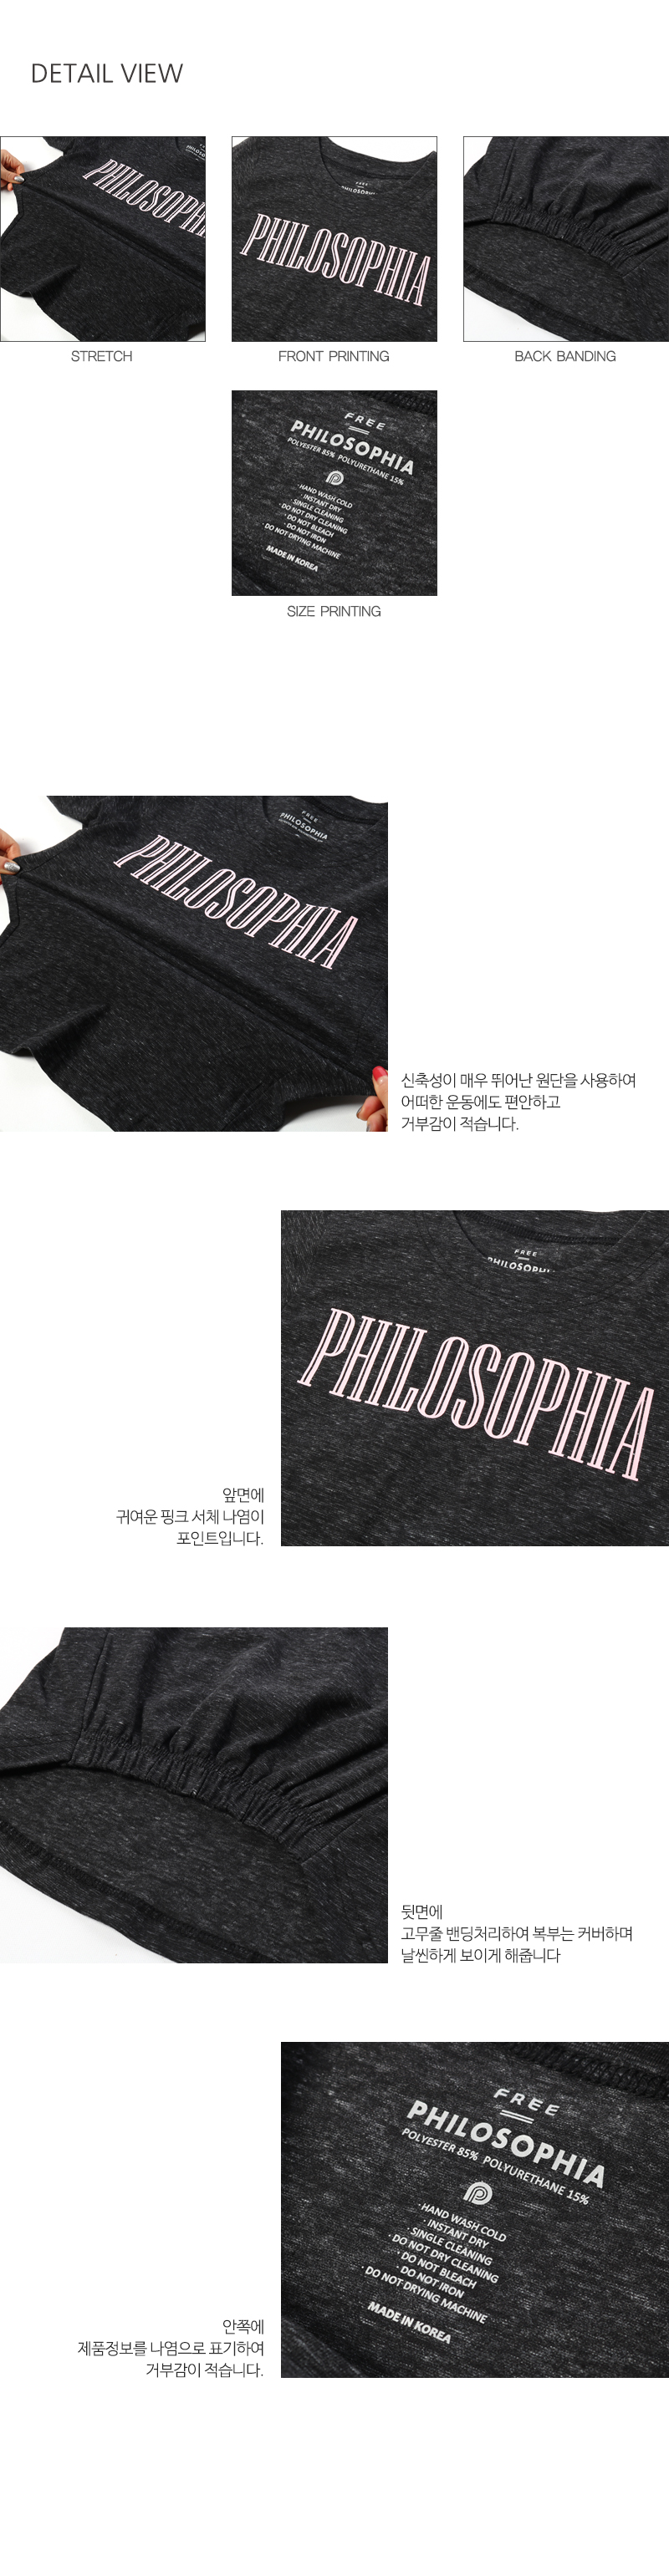 DETAIL VIEW
PHILOSOPH
FREE
PHILOSOPHIA
STRETCH
FRONT PRINTING
BACK BANDING
FREE
PHILOSOPHIA
POLYESTER 85% POLYURETHANE 15%
· HAND WASH COLD
· INSTANT DRY
· SINGLE CLEANING
· DO NOT DRY CLEANING
· DO NOT BLEACH
· DO NOT IRON
· DO NOT DRYING MACHINE
MADE IN KOREA
SIZE PRINTING
FREE
PHILOSOPHIA
PHILOSOPHIA
신축성이 매우 뛰어난 원단을 사용하여
어떠한 운동에도 편안하고
거부감이 적습니다.
FREE
PHILOSOPHI
PHILOSOPHIA
앞면에
귀여운 핑크 서체 나염이
포인트입니다.
뒷면에
고무줄 밴딩처리하여 복부는 커버하며
날씬하게 보이게 해줍니다
FREE
PHILOSOPHIA
POLYESTER 85% POLYURETHANE 15%
· HAND WASH COLD
· INSTANT DRY
· SINGLE CLEANING
· DO NOT DRY CLEANING
· DO NOT BLEACH
· DO NOT IRON
· DO NOT DRYING MACHINE
MADE IN KOREA
안쪽에
제품정보를 나염으로 표기하여
거부감이 적습니다.